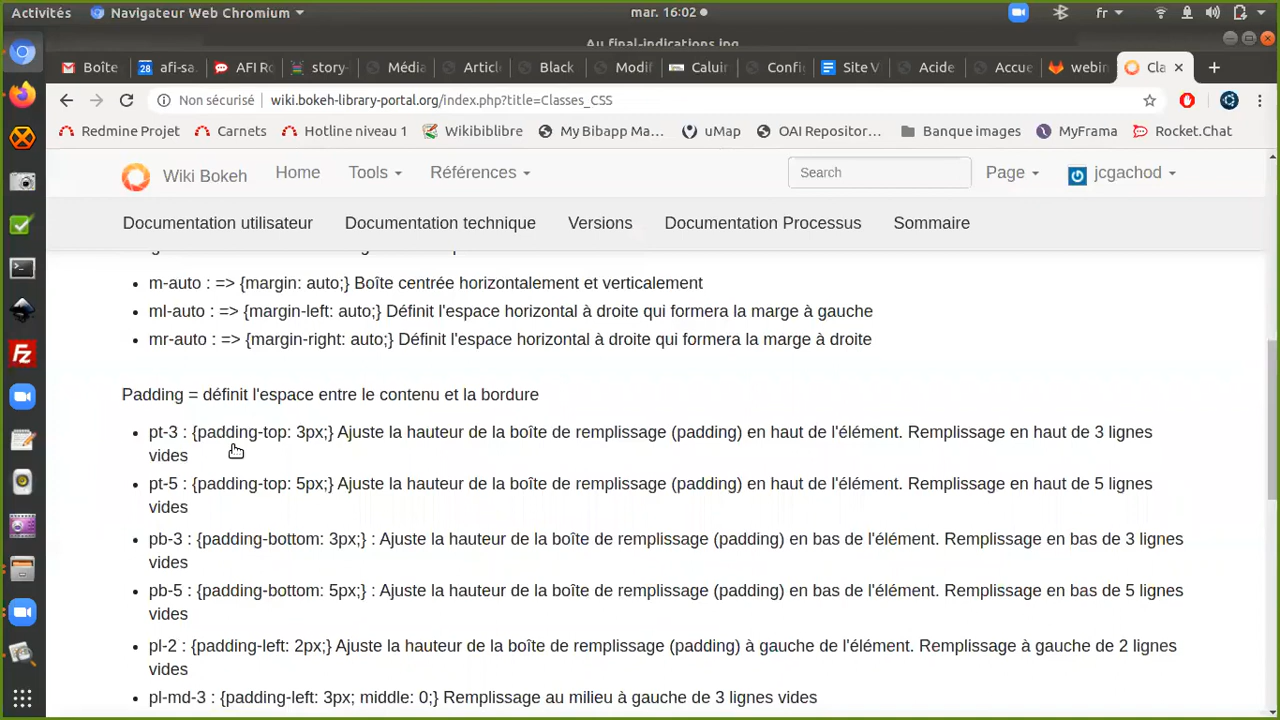 Activités Navigateur Web Chromium mar. 16:02 fr
Au final-indications.jpg
Boîte afi-sa. AFI Ro story- Média Articl Black Modif Caluir Config Site V Acide Accue webin Cla
Non sécurisé wiki.bokeh-library-portal.org/index.php?title=Classes_CSS
Redmine Projet Carnets Hotline niveau 1 Wikibiblibre My Bibapp Ma… uMap OAI Repositor… Banque images MyFrama Rocket.Chat
Wiki Bokeh Home Tools Références Search Page jcgachod
Documentation utilisateur Documentation technique Versions Documentation Processus Sommaire
m-auto : => {margin: auto;} Boîte centrée horizontalement et verticalement
ml-auto : => {margin-left: auto;} Définit l'espace horizontal à droite qui formera la marge à gauche
mr-auto : => {margin-right: auto;} Définit l'espace horizontal à droite qui formera la marge à droite
Padding = définit l'espace entre le contenu et la bordure
pt-3 : {padding-top: 3px;} Ajuste la hauteur de la boîte de remplissage (padding) en haut de l'élément. Remplissage en haut de 3 lignes
vides
pt-5 : {padding-top: 5px;} Ajuste la hauteur de la boîte de remplissage (padding) en haut de l'élément. Remplissage en haut de 5 lignes
vides
pb-3 : {padding-bottom: 3px;} : Ajuste la hauteur de la boîte de remplissage (padding) en bas de l'élément. Remplissage en bas de 3 lignes
vides
pb-5 : {padding-bottom: 5px;} : Ajuste la hauteur de la boîte de remplissage (padding) en bas de l'élément. Remplissage en bas de 5 lignes
vides
pl-2 : {padding-left: 2px;} Ajuste la hauteur de la boîte de remplissage (padding) à gauche de l'élément. Remplissage à gauche de 2 lignes
vides
pl-md-3 : {padding-left: 3px; middle: 0;} Remplissage au milieu à gauche de 3 lignes vides